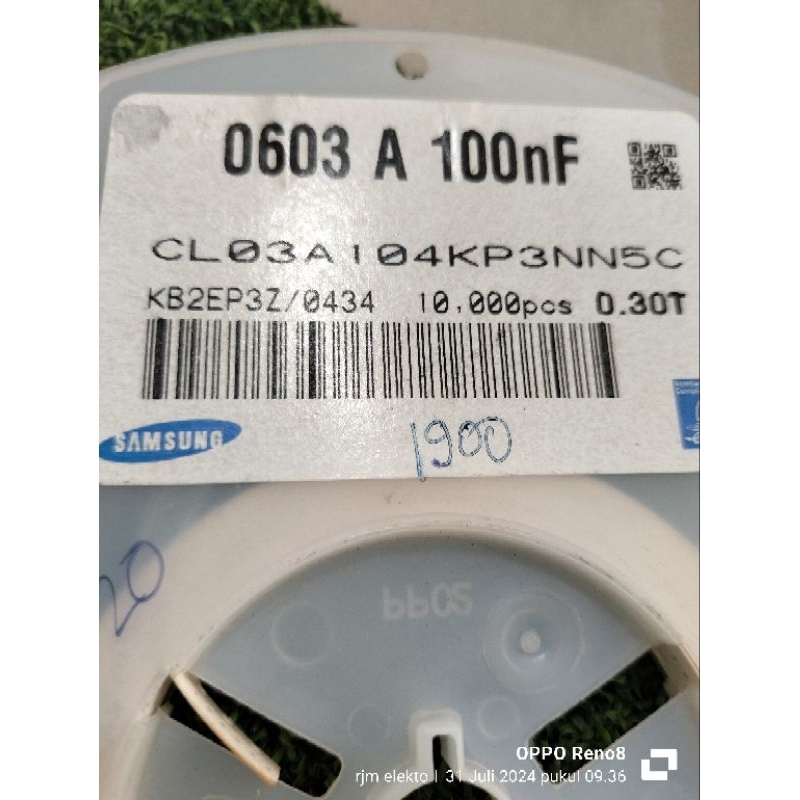 0603 A 100nF
CL03A104KP3NN5C
KB2EP3Z/0434 10,000pcs 0.30T
SAMSUNG
1900
20
PP05
OPPO Reno8
rjm elekto | 31 Juli 2024 pukul 09.36